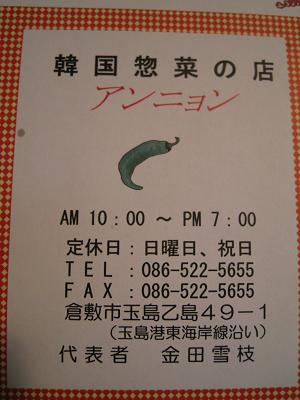 韓国惣菜の店
アンニョン
AM 10：00 ～ PM 7：00
定休日：日曜日、祝日
ＴＥＬ：086-522-5655
ＦＡＸ：086-522-5655
倉敷市玉島乙島４９－１
（玉島港東海岸線沿い）
代表者　金田雪枝